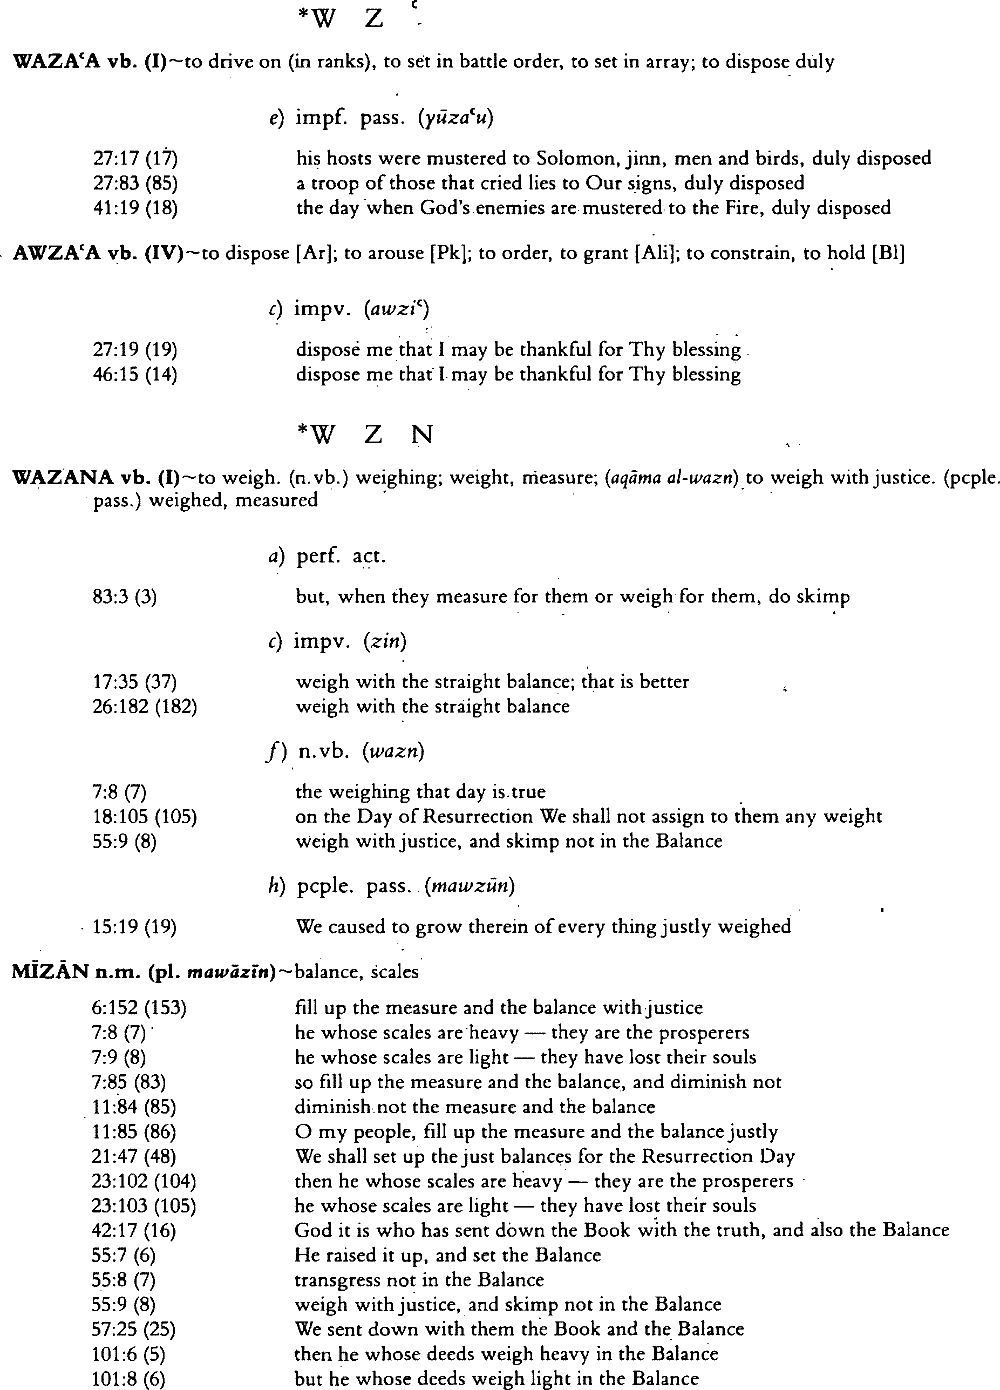 *W Z ʿ
WAZAʿA vb. (I)~to drive on (in ranks), to set in battle order, to set in array; to dispose duly
e) impf. pass. (yūzaʿu)
27:17 (17) his hosts were mustered to Solomon, jinn, men and birds, duly disposed
27:83 (85) a troop of those that cried lies to Our signs, duly disposed
41:19 (18) the day when God's enemies are mustered to the Fire, duly disposed
AWZAʿA vb. (IV)~to dispose [Ar]; to arouse [Pk]; to order, to grant [Ali]; to constrain, to hold [Bl]
c) impv. (awziʿ)
27:19 (19) dispose me that I may be thankful for Thy blessing
46:15 (14) dispose me that I may be thankful for Thy blessing
*W Z N
WAZANA vb. (I)~to weigh. (n.vb.) weighing; weight, measure; (aqāma al-wazn) to weigh with justice. (pcple.
pass.) weighed, measured
a) perf. act.
83:3 (3) but, when they measure for them or weigh for them, do skimp
c) impv. (zin)
17:35 (37) weigh with the straight balance; that is better
26:182 (182) weigh with the straight balance
f) n.vb. (wazn)
7:8 (7) the weighing that day is true
18:105 (105) on the Day of Resurrection We shall not assign to them any weight
55:9 (8) weigh with justice, and skimp not in the Balance
h) pcple. pass. (mawzūn)
15:19 (19) We caused to grow therein of every thing justly weighed
MĪZĀN n.m. (pl. mawāzīn)~balance, scales
6:152 (153) fill up the measure and the balance with justice
7:8 (7) he whose scales are heavy — they are the prosperers
7:9 (8) he whose scales are light — they have lost their souls
7:85 (83) so fill up the measure and the balance, and diminish not
11:84 (85) diminish not the measure and the balance
11:85 (86) O my people, fill up the measure and the balance justly
21:47 (48) We shall set up the just balances for the Resurrection Day
23:102 (104) then he whose scales are heavy — they are the prosperers
23:103 (105) he whose scales are light — they have lost their souls
42:17 (16) God it is who has sent down the Book with the truth, and also the Balance
55:7 (6) He raised it up, and set the Balance
55:8 (7) transgress not in the Balance
55:9 (8) weigh with justice, and skimp not in the Balance
57:25 (25) We sent down with them the Book and the Balance
101:6 (5) then he whose deeds weigh heavy in the Balance
101:8 (6) but he whose deeds weigh light in the Balance